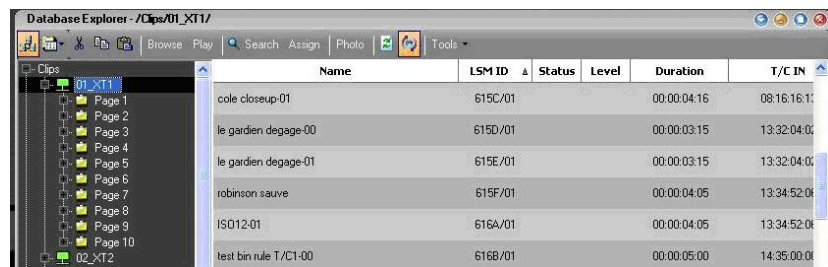 Database Explorer - /Clips/01_XT1/
Browse Play Search Assign Photo Tools
Clips
01_XT1
Page 1
Page 2
Page 3
Page 4
Page 5
Page 6
Page 7
Page 8
Page 9
Page 10
02_XT2
Name LSM ID Status Level Duration T/C IN
cole closeup-01 615C/01 00:00:04:16 08:16:16:1
le gardien degage-00 615D/01 00:00:03:15 13:32:04:0
le gardien degage-01 615E/01 00:00:03:15 13:32:04:0
robinson sauve 615F/01 00:00:04:05 13:34:52:0
ISO12-01 616A/01 00:00:04:05 13:34:52:0
test bin rule T/C1-00 616B/01 00:00:05:00 14:35:00:0